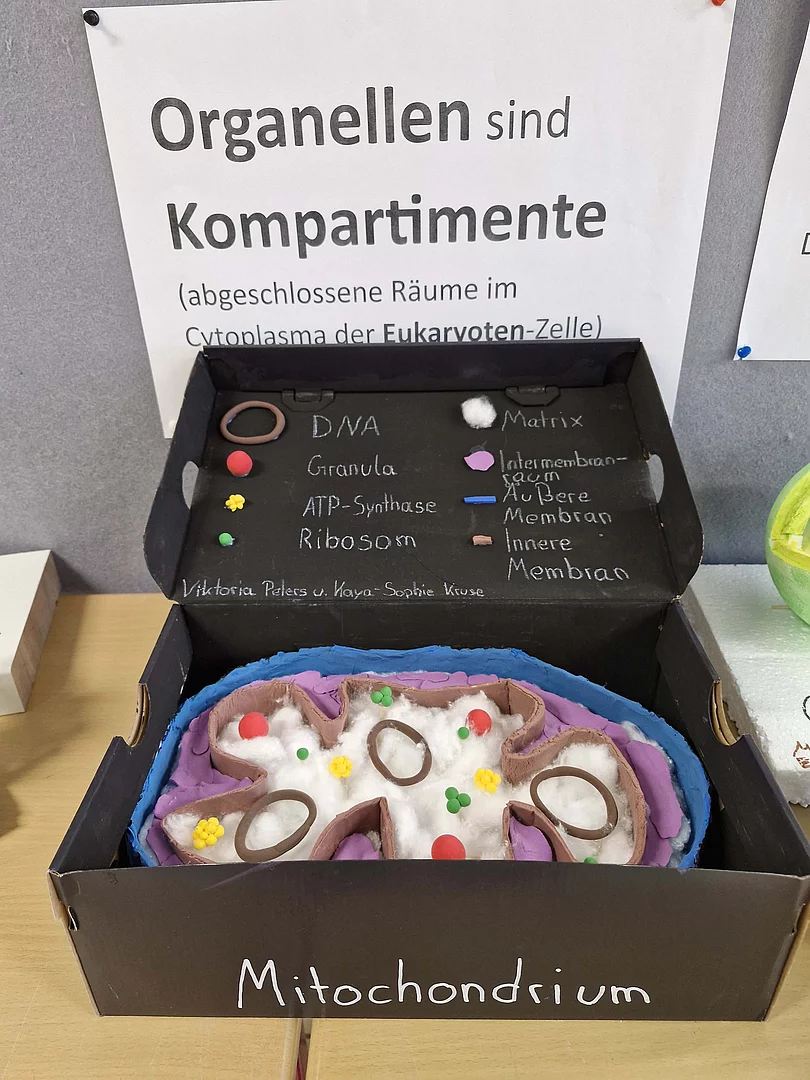 Organellen sind
Kompartimente
(abgeschlossene Räume im
Cytoplasma der Eukaryoten-Zelle)
DNA
Granula
ATP-Synthase
Ribosom
Matrix
Intermembran-
raum
Äußere
Membran
Innere
Membran
Viktoria Peters u. Kaya-Sophie Kruse
Mitochondrium